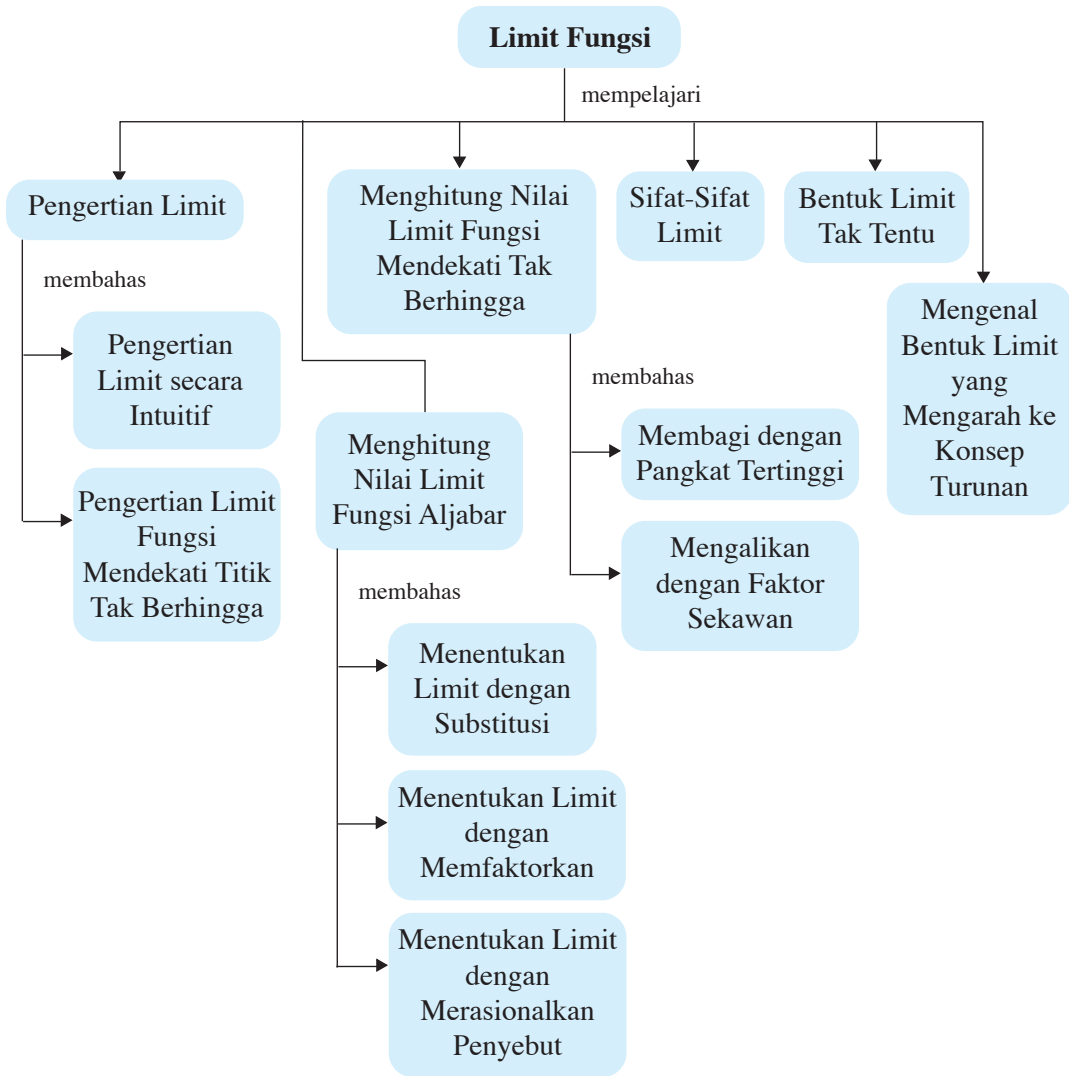 Limit Fungsi
mempelajari
Pengertian Limit
membahas
Pengertian
Limit secara
Intuitif
Pengertian Limit
Fungsi
Mendekati Titik
Tak Berhingga
Menghitung
Nilai Limit
Fungsi Aljabar
membahas
Menentukan
Limit dengan
Substitusi
Menentukan Limit
dengan
Memfaktorkan
Menentukan Limit
dengan
Merasionalkan
Penyebut
Menghitung Nilai
Limit Fungsi
Mendekati Tak
Berhingga
membahas
Membagi dengan
Pangkat Tertinggi
Mengalikan
dengan Faktor
Sekawan
Sifat-Sifat
Limit
Bentuk Limit
Tak Tentu
Mengenal
Bentuk Limit
yang
Mengarah ke
Konsep
Turunan